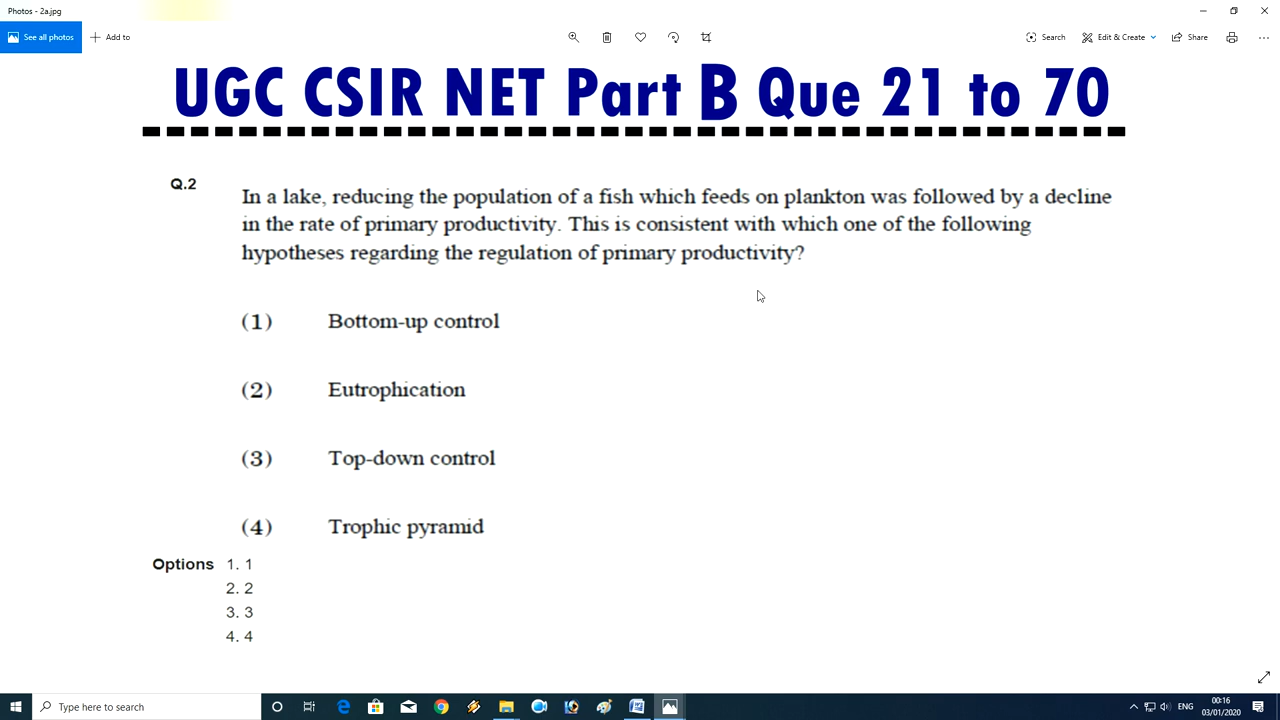 Photos - 2a.jpg
See all photos
Add to
Search
Edit & Create
Share
UGC CSIR NET Part B Que 21 to 70
Q.2
In a lake, reducing the population of a fish which feeds on plankton was followed by a decline
in the rate of primary productivity. This is consistent with which one of the following
hypotheses regarding the regulation of primary productivity?
(1) Bottom-up control
(2) Eutrophication
(3) Top-down control
(4) Trophic pyramid
Options 1. 1
2. 2
3. 3
4. 4
Type here to search
ENG
00:16
03/01/2020